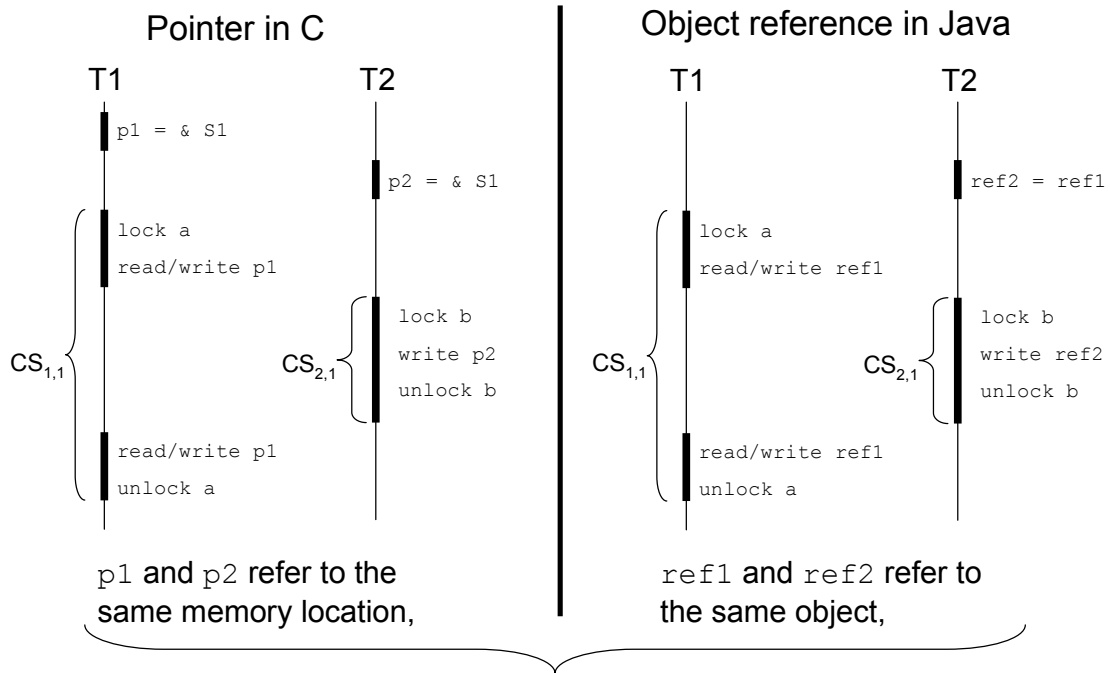 Pointer in C
T1
T2
p1 = & S1
p2 = & S1
lock a
read/write p1
CS1,1
lock b
write p2
unlock b
CS2,1
read/write p1
unlock a
p1 and p2 refer to the
same memory location,
Object reference in Java
T1
T2
ref2 = ref1
lock a
read/write ref1
CS1,1
lock b
write ref2
unlock b
CS2,1
read/write ref1
unlock a
ref1 and ref2 refer to
the same object,